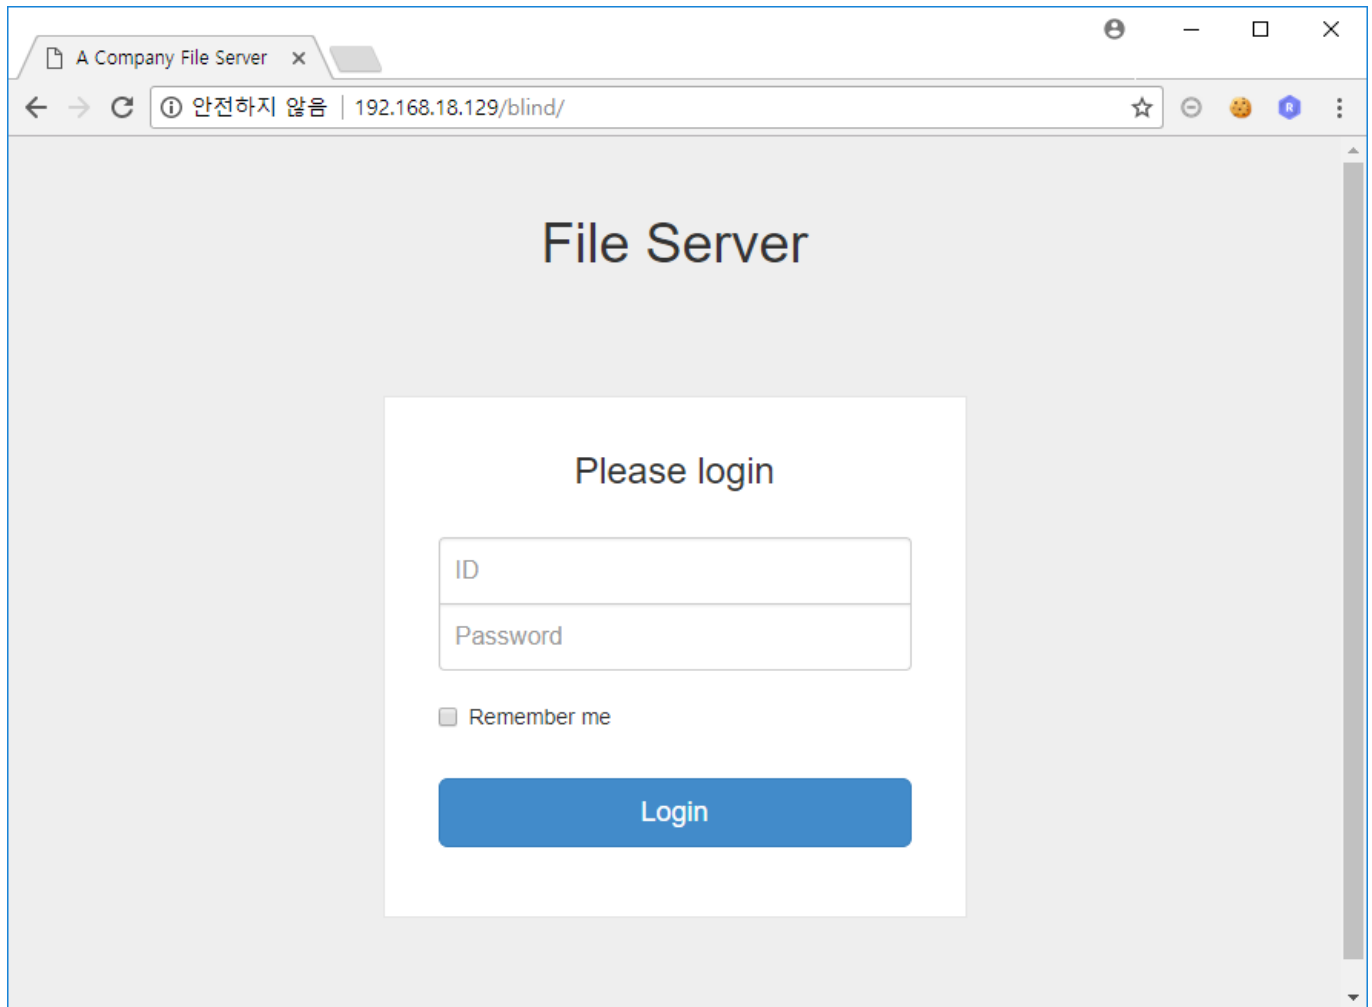 A Company File Server
안전하지 않음 | 192.168.18.129/blind/
File Server
Please login
ID
Password
Remember me
Login